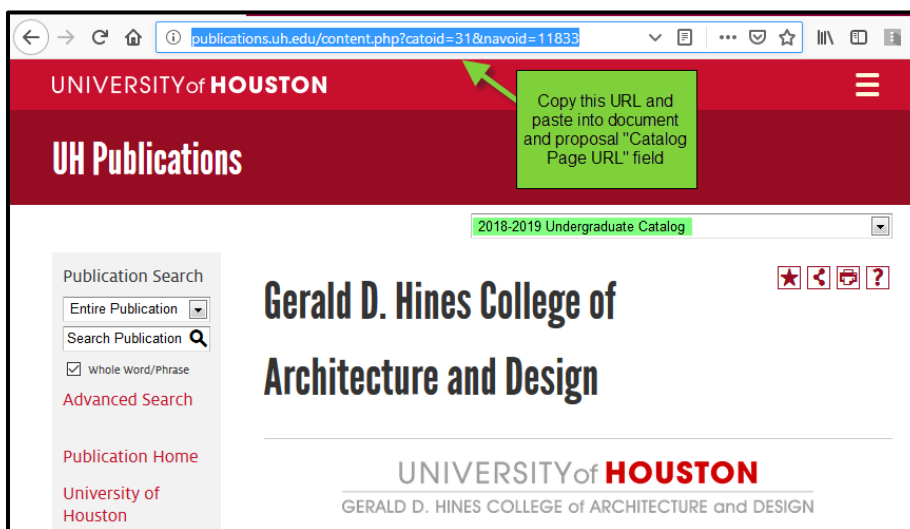 publications.uh.edu/content.php?catoid=31&navoid=11833
UNIVERSITY of HOUSTON
Copy this URL and
paste into document
and proposal "Catalog
Page URL" field
UH Publications
2018-2019 Undergraduate Catalog
Publication Search
Entire Publication
Search Publication
Whole Word/Phrase
Advanced Search
Publication Home
University of
Houston
Gerald D. Hines College of
Architecture and Design
?
UNIVERSITY of HOUSTON
GERALD D. HINES COLLEGE of ARCHITECTURE and DESIGN